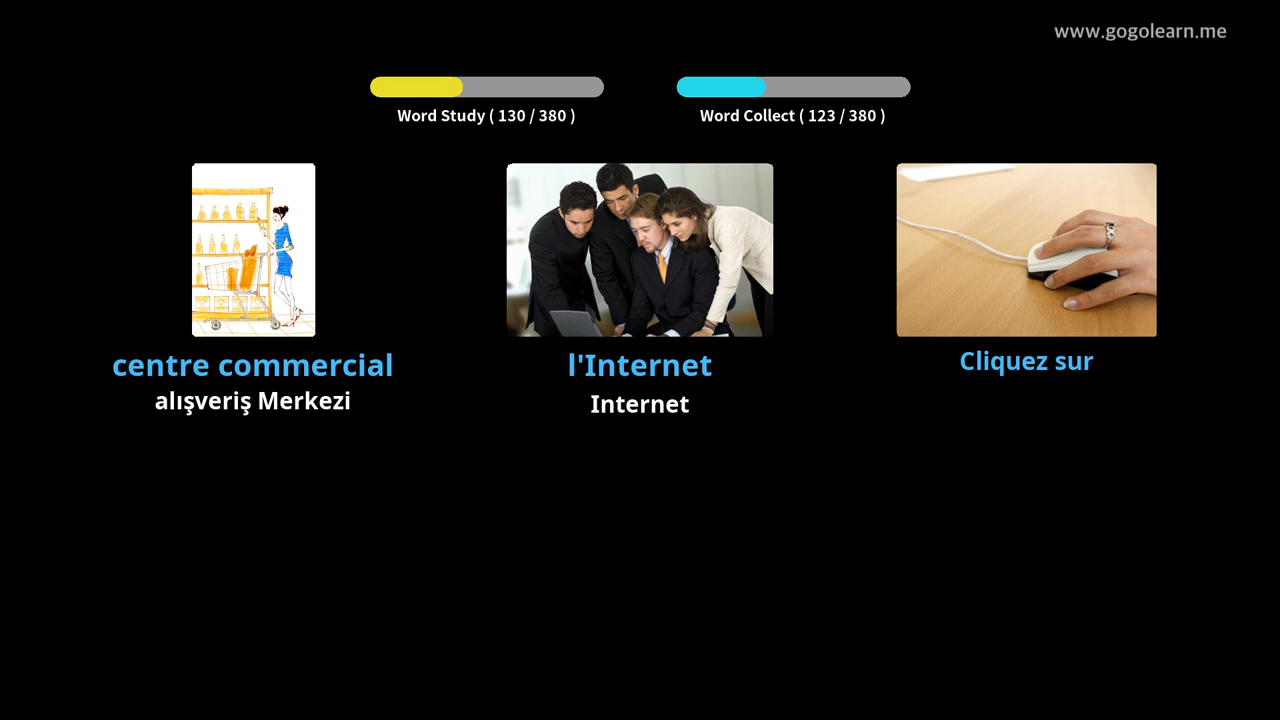 www.gogolearn.me
Word Study ( 130 / 380 )
Word Collect ( 123 / 380 )
centre commercial
alışveriş Merkezi
l'Internet
Internet
Cliquez sur